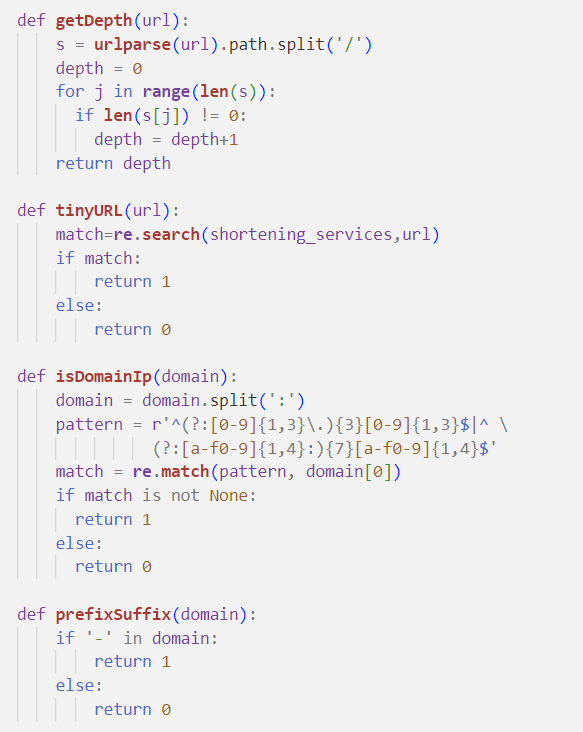 def getDepth(url):
    s = urlparse(url).path.split('/')
    depth = 0
    for j in range(len(s)):
      if len(s[j]) != 0:
        depth = depth+1
    return depth

def tinyURL(url):
    match=re.search(shortening_services,url)
    if match:
        return 1
    else:
        return 0

def isDomainIp(domain):
    domain = domain.split(':')
    pattern = r'^(?:[0-9]{1,3}\.){3}[0-9]{1,3}$|^ \
              (?:[a-f0-9]{1,4}:){7}[a-f0-9]{1,4}$'
    match = re.match(pattern, domain[0])
    if match is not None:
      return 1
    else:
      return 0

def prefixSuffix(domain):
    if '-' in domain:
        return 1
    else:
        return 0